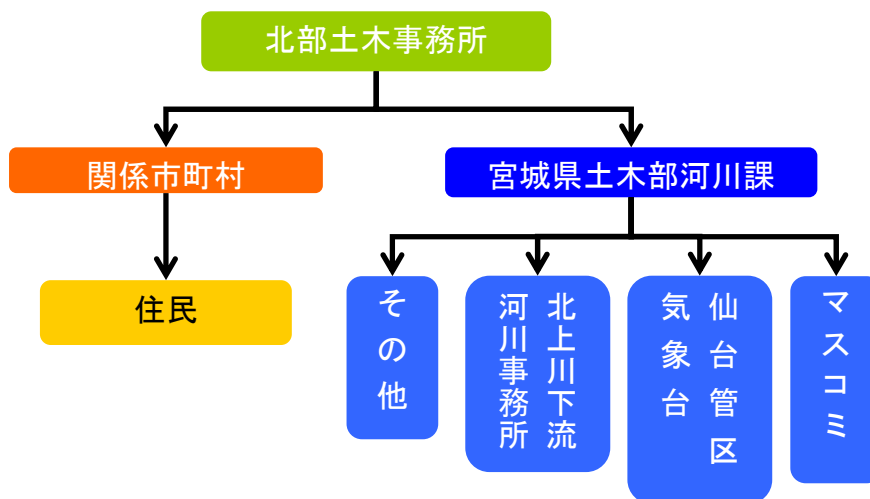 北部土木事務所
関係市町村
宮城県土木部河川課
住民
その他
北上川下流
河川事務所
仙台管区
気象台
マスコミ